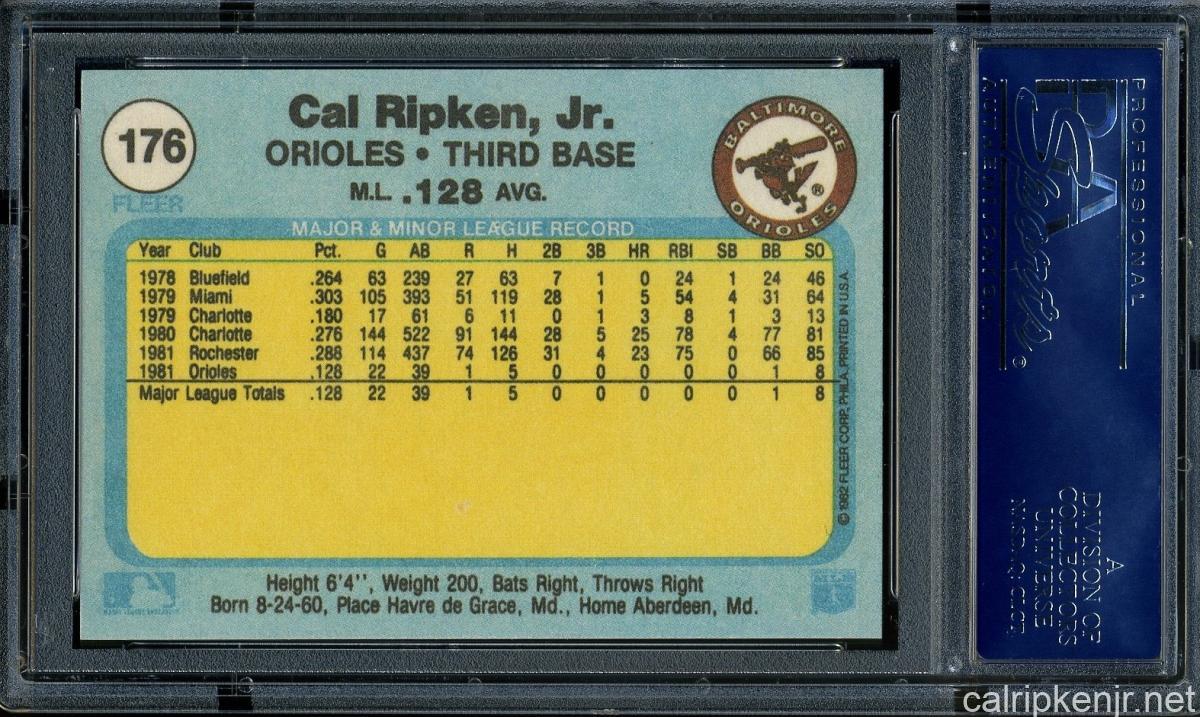 176
FLEER
Cal Ripken, Jr.
ORIOLES • THIRD BASE
M.L. .128 AVG.
BALTIMORE
ORIOLES
®
MAJOR & MINOR LEAGUE RECORD
Year Club Pct. G AB R H 2B 3B HR RBI SB BB SO
1978 Bluefield .264 63 239 27 63 7 1 0 24 1 24 46
1979 Miami .303 105 393 51 119 28 1 5 54 4 31 64
1979 Charlotte .180 17 61 6 11 0 1 3 8 1 3 13
1980 Charlotte .276 144 522 91 144 28 5 25 78 4 77 81
1981 Rochester .288 114 437 74 126 31 4 23 75 0 66 85
1981 Orioles .128 22 39 1 5 0 0 0 0 0 1 8
Major League Totals .128 22 39 1 5 0 0 0 0 0 1 8
© 1982 FLEER CORP. PHILA. PRINTED IN U.S.A.
Height 6'4'', Weight 200, Bats Right, Throws Right
Born 8-24-60, Place Havre de Grace, Md., Home Aberdeen, Md.
PROFESSIONAL
PSA
Sports
AUTHENTICATOR
©
A
DIVISION OF
COLLECTORS
UNIVERSE
NASDAQ: CLCT
calripkenjr.net